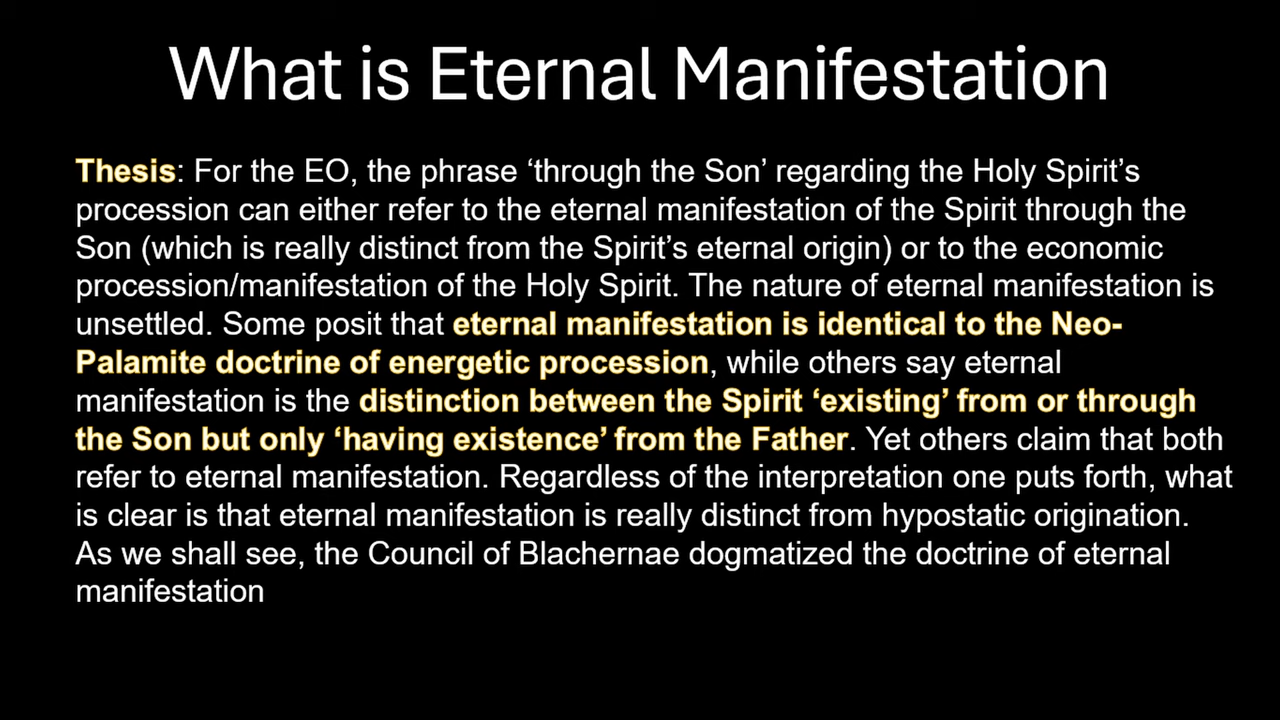 What is Eternal Manifestation
Thesis: For the EO, the phrase ‘through the Son’ regarding the Holy Spirit’s
procession can either refer to the eternal manifestation of the Spirit through the
Son (which is really distinct from the Spirit’s eternal origin) or to the economic
procession/manifestation of the Holy Spirit. The nature of eternal manifestation is
unsettled. Some posit that eternal manifestation is identical to the Neo-
Palamite doctrine of energetic procession, while others say eternal
manifestation is the distinction between the Spirit ‘existing’ from or through
the Son but only ‘having existence’ from the Father. Yet others claim that both
refer to eternal manifestation. Regardless of the interpretation one puts forth, what
is clear is that eternal manifestation is really distinct from hypostatic origination.
As we shall see, the Council of Blachernae dogmatized the doctrine of eternal
manifestation